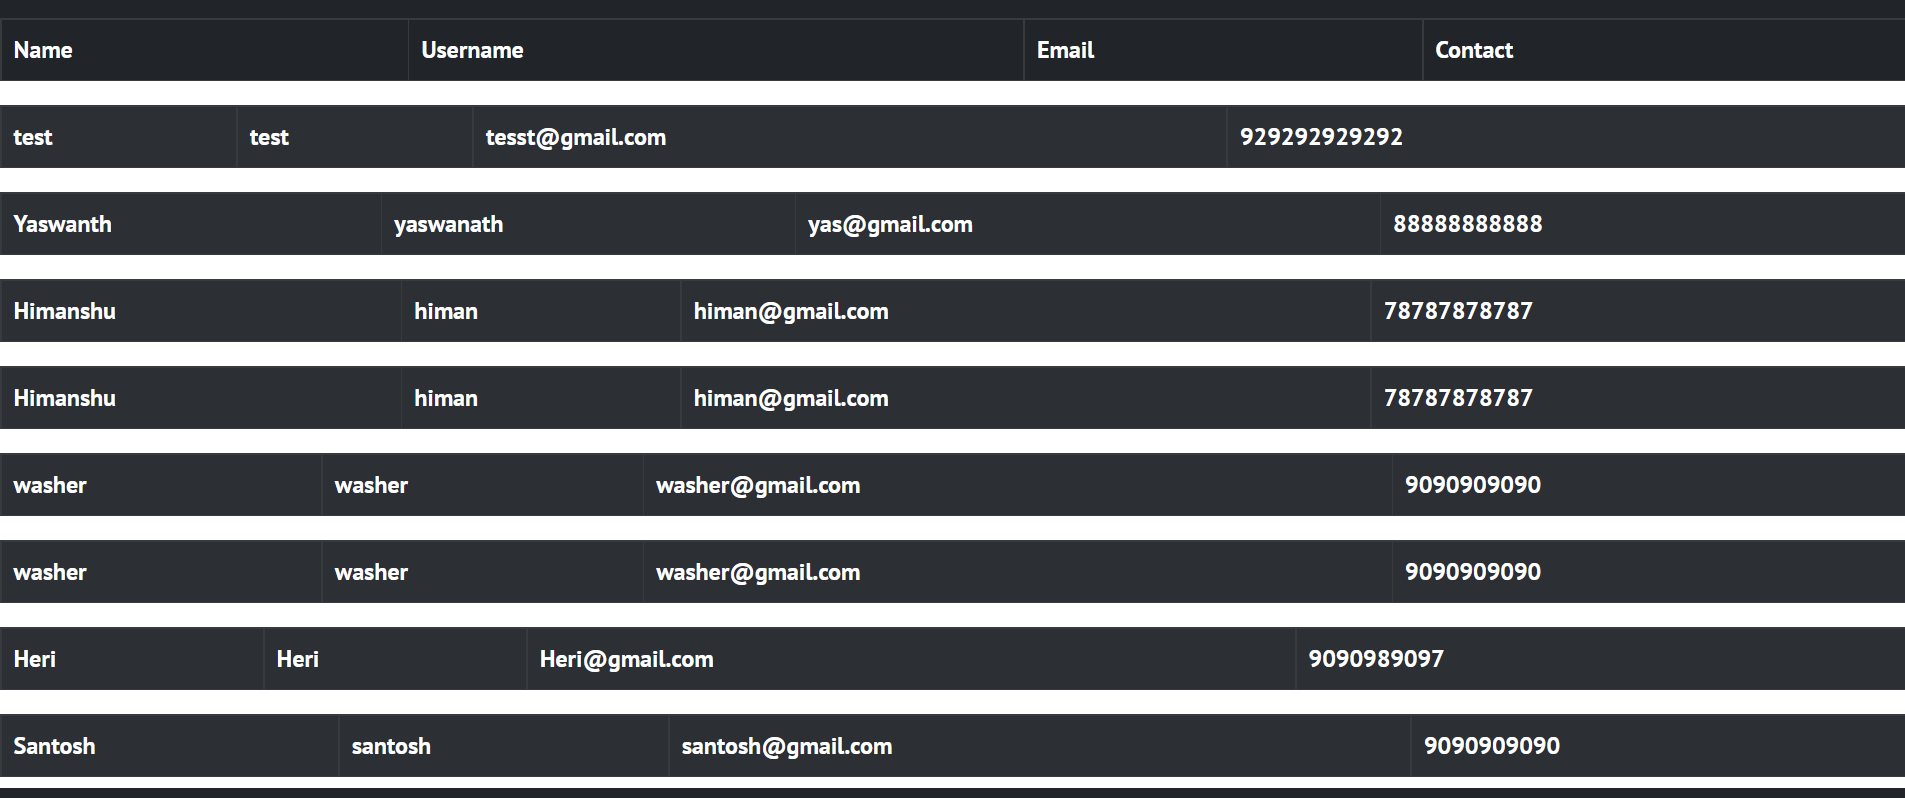 Name Username Email Contact
test test tesst@gmail.com 929292929292
Yaswanth yaswanath yas@gmail.com 88888888888
Himanshu himan himan@gmail.com 78787878787
Himanshu himan himan@gmail.com 78787878787
washer washer washer@gmail.com 9090909090
washer washer washer@gmail.com 9090909090
Heri Heri Heri@gmail.com 9090989097
Santosh santosh santosh@gmail.com 9090909090